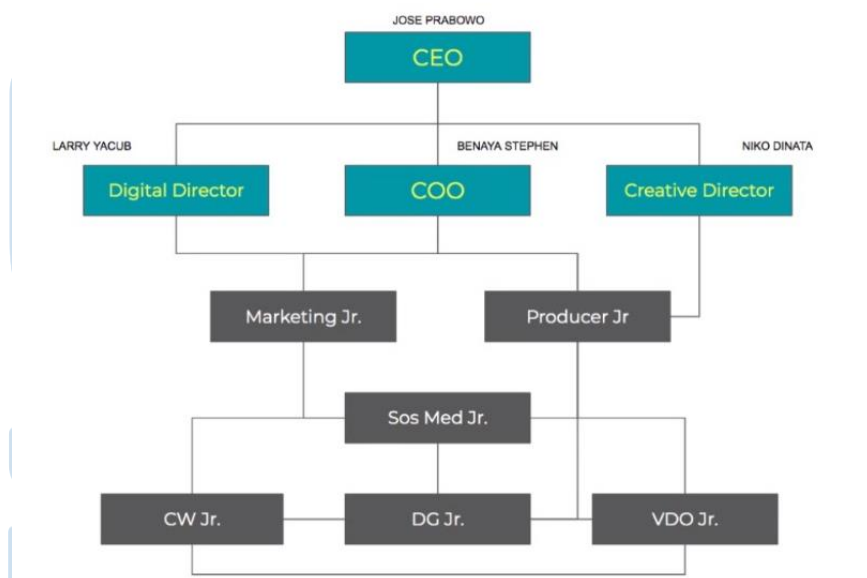 JOSE PRABOWO
CEO
LARRY YACUB
BENAYA STEPHEN
NIKO DINATA
Digital Director
COO
Creative Director
Marketing Jr.
Producer Jr
Sos Med Jr.
CW Jr.
DG Jr.
VDO Jr.